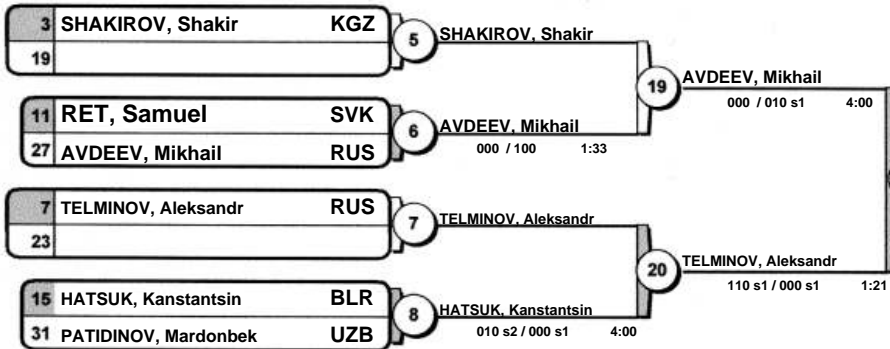 3 SHAKIROV, Shakir KGZ
19
5
SHAKIROV, Shakir
11 RET, Samuel SVK
27 AVDEEV, Mikhail RUS
6
AVDEEV, Mikhail
000 / 100 1:33
19
AVDEEV, Mikhail
000 / 010 s1 4:00
7 TELMINOV, Aleksandr RUS
23
7
TELMINOV, Aleksandr
15 HATSUK, Kanstantsin BLR
31 PATIDINOV, Mardonbek UZB
8
HATSUK, Kanstantsin
010 s2 / 000 s1 4:00
20
TELMINOV, Aleksandr
110 s1 / 000 s1 1:21